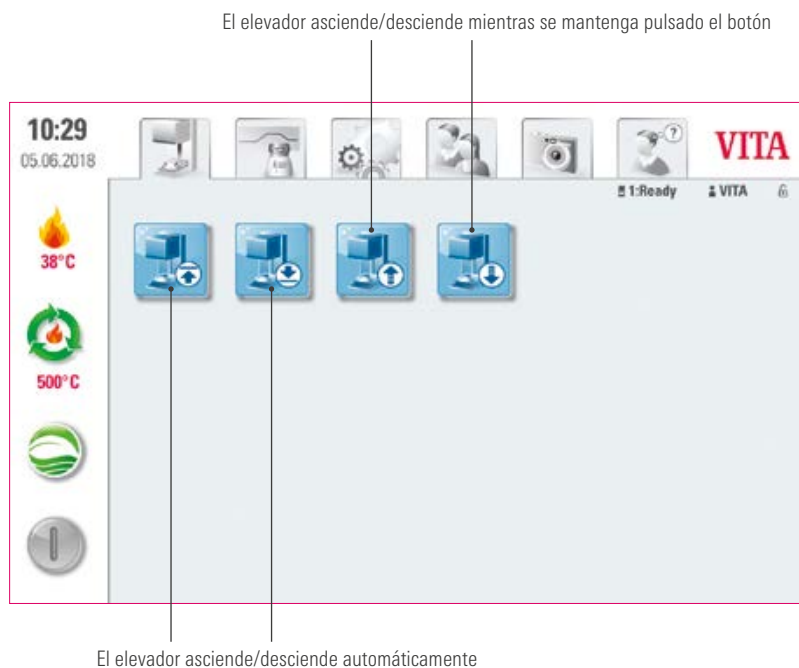 El elevador asciende/desciende mientras se mantenga pulsado el botón
10:29
05.06.2018
?
VITA
1:Ready
VITA
38°C
500°C
El elevador asciende/desciende automáticamente